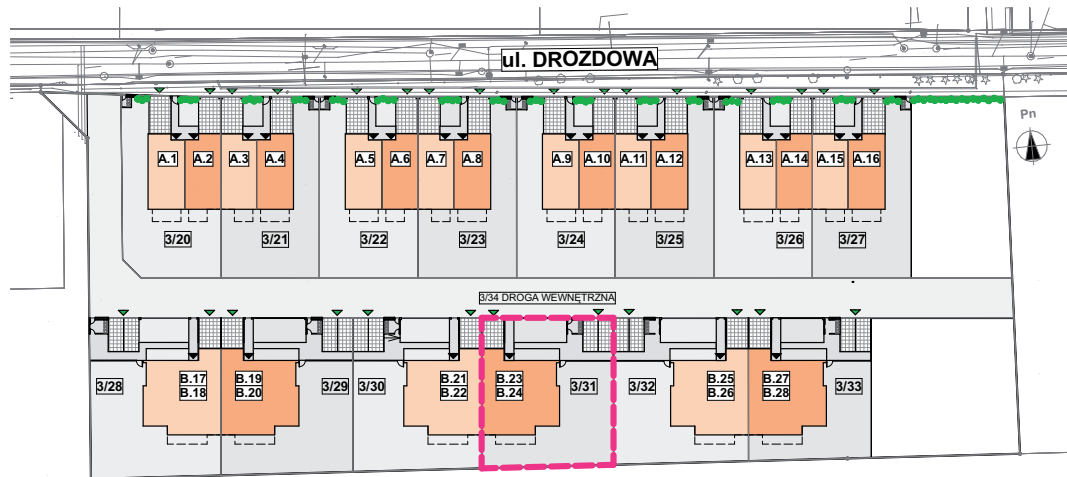 ul. DROZDOWA
Pn
A.1 A.2 A.3 A.4 A.5 A.6 A.7 A.8 A.9 A.10 A.11 A.12 A.13 A.14 A.15 A.16
3/20 3/21 3/22 3/23 3/24 3/25 3/26 3/27
3/34 DROGA WEWNĘTRZNA
3/28 B.17 B.19 3/29 3/30 B.21 B.23 3/31 3/32 B.25 B.27 3/33
B.18 B.20 B.22 B.24 B.26 B.28